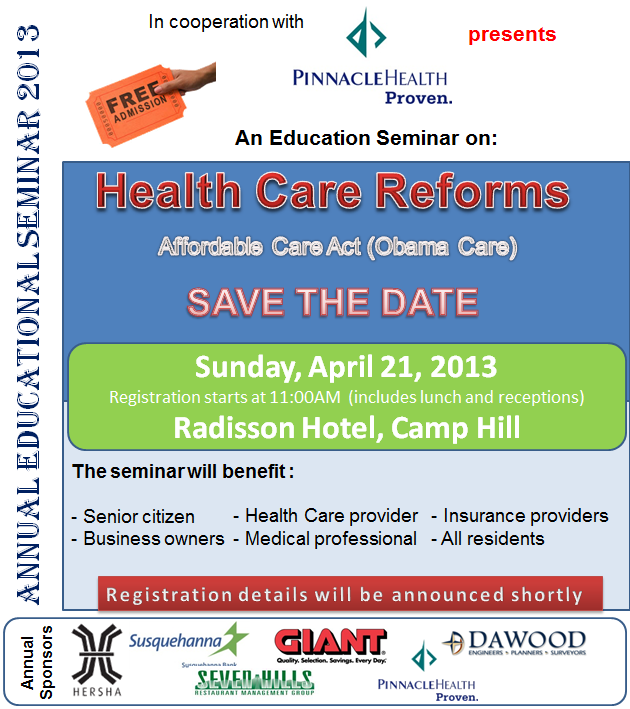 ANNUAL EDUCATIONAL SEMINAR 2013
In cooperation with
PINNACLEHEALTH
Proven.
presents
FREE
ADMISSION
An Education Seminar on:
Health Care Reforms
Affordable Care Act (Obama Care)
SAVE THE DATE
Sunday, April 21, 2013
Registration starts at 11:00AM (includes lunch and receptions)
Radisson Hotel, Camp Hill
The seminar will benefit :
- Senior citizen - Health Care provider - Insurance providers
- Business owners - Medical professional - All residents
Registration details will be announced shortly
Annual
Sponsors
HERSHA
Susquehanna
Susquehanna Bank
GIANT
Quality. Selection. Savings. Every Day.
DAWOOD
ENGINEERS • PLANNERS • SURVEYORS
SEVEN HILLS
RESTAURANT MANAGEMENT GROUP
PINNACLEHEALTH
Proven.